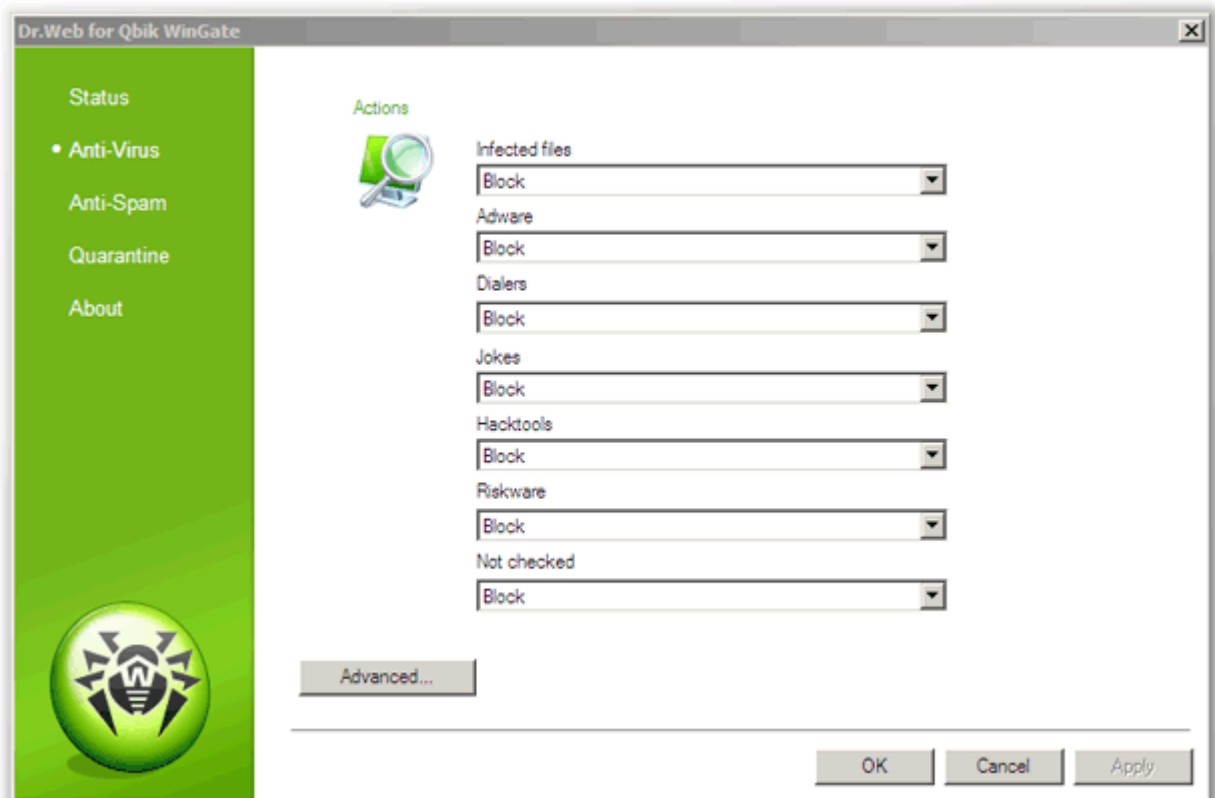 Dr.Web for Qbik WinGate
Status
Anti-Virus
Anti-Spam
Quarantine
About
Actions
Infected files
Block
Adware
Block
Dialers
Block
Jokes
Block
Hacktools
Block
Riskware
Block
Not checked
Block
Advanced...
OK
Cancel
Apply
W